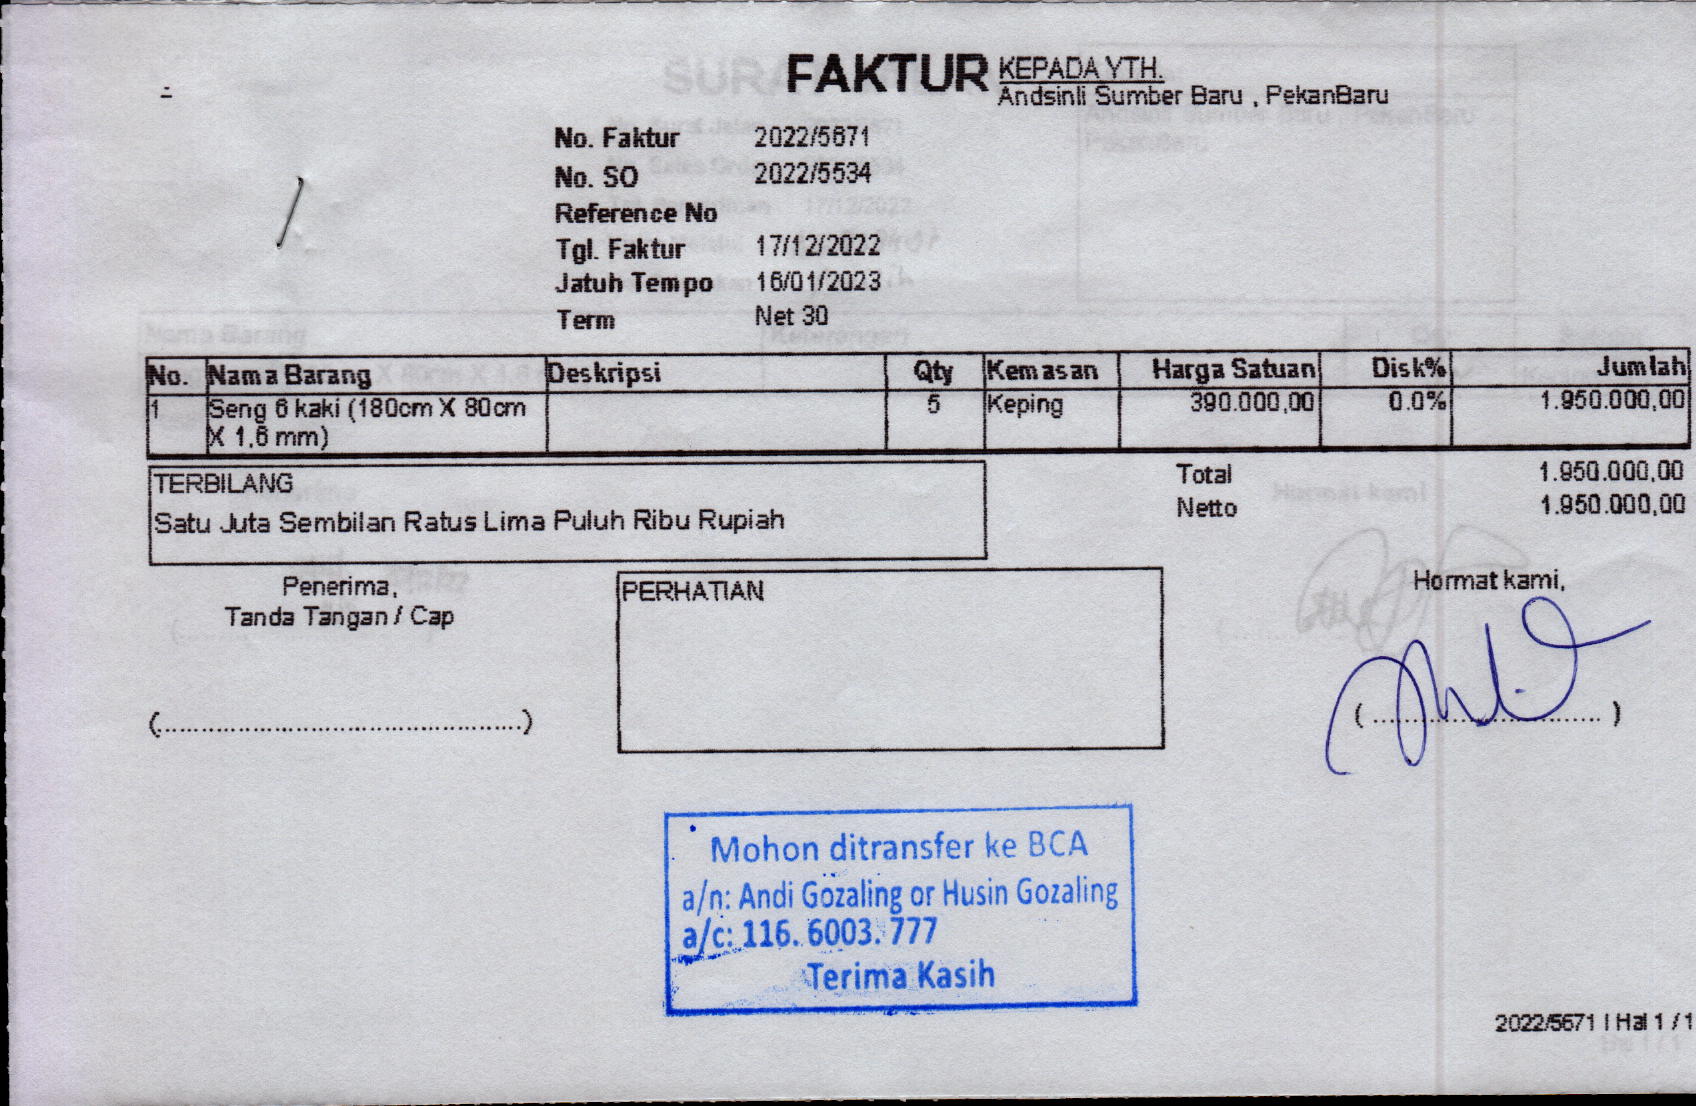 FAKTUR
KEPADA YTH.
Andsinli Sumber Baru , PekanBaru
No. Faktur 2022/5671
No. SO 2022/5534
Reference No
Tgl. Faktur 17/12/2022
Jatuh Tempo 16/01/2023
Term Net 30
No. Nama Barang Deskripsi Qty Kemasan Harga Satuan Disk% Jumlah
1 Seng 6 kaki (180cm X 80cm 5 Keping 390.000,00 0.0% 1.950.000,00
X 1,6 mm)
TERBILANG
Satu Juta Sembilan Ratus Lima Puluh Ribu Rupiah
Total 1.950.000,00
Netto 1.950.000,00
Penerima,
Tanda Tangan / Cap
(................................................)
PERHATIAN
Hormat kami,
(..............................)
Mohon ditransfer ke BCA
a/n: Andi Gozaling or Husin Gozaling
a/c: 116. 6003. 777
Terima Kasih
2022/5671 | Hal 1 / 1